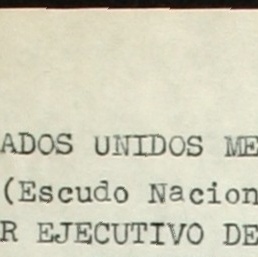 ADOS UNIDOS ME
(Escudo Nacion
R EJECUTIVO DE